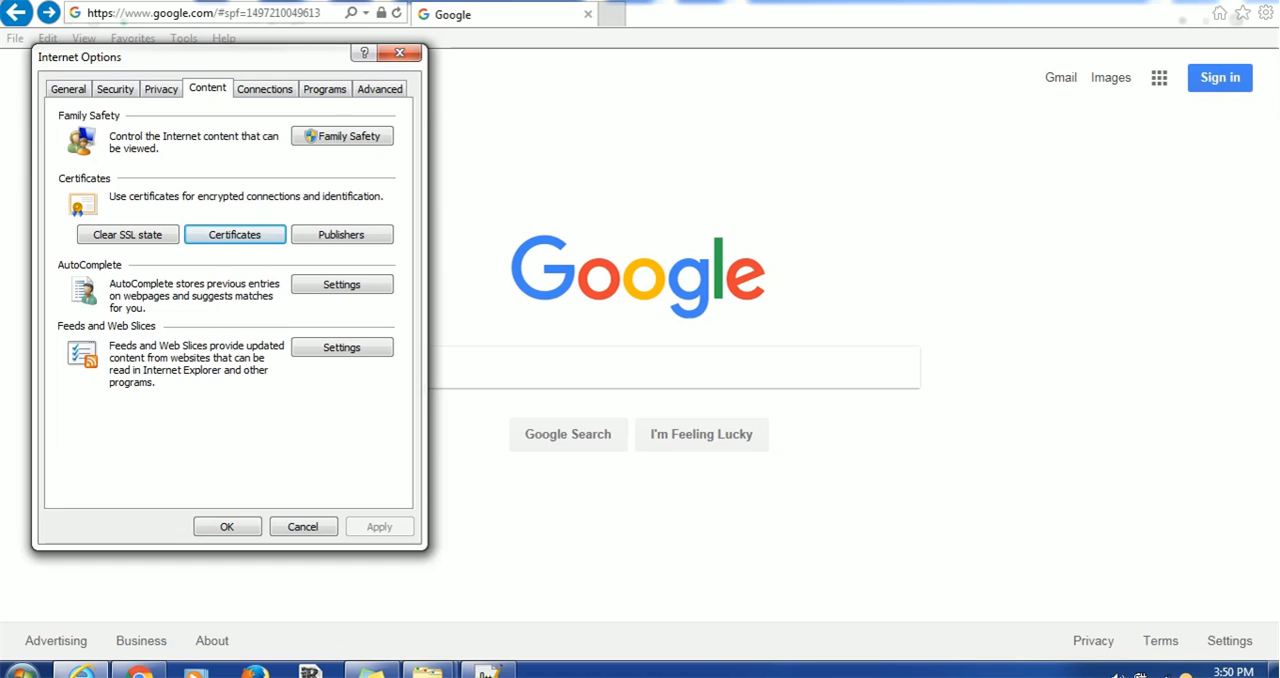 https://www.google.com/#spf=1497210049613
Google
File Edit View Favorites Tools Help
Internet Options
General Security Privacy Content Connections Programs Advanced
Family Safety
Control the Internet content that can
be viewed.
Family Safety
Certificates
Use certificates for encrypted connections and identification.
Clear SSL state Certificates Publishers
AutoComplete
AutoComplete stores previous entries
on webpages and suggests matches
for you.
Settings
Feeds and Web Slices
Feeds and Web Slices provide updated
content from websites that can be
read in Internet Explorer and other
programs.
Settings
OK Cancel Apply
Gmail Images Sign in
Google
Google Search I'm Feeling Lucky
Advertising Business About Privacy Terms Settings
3:50 PM